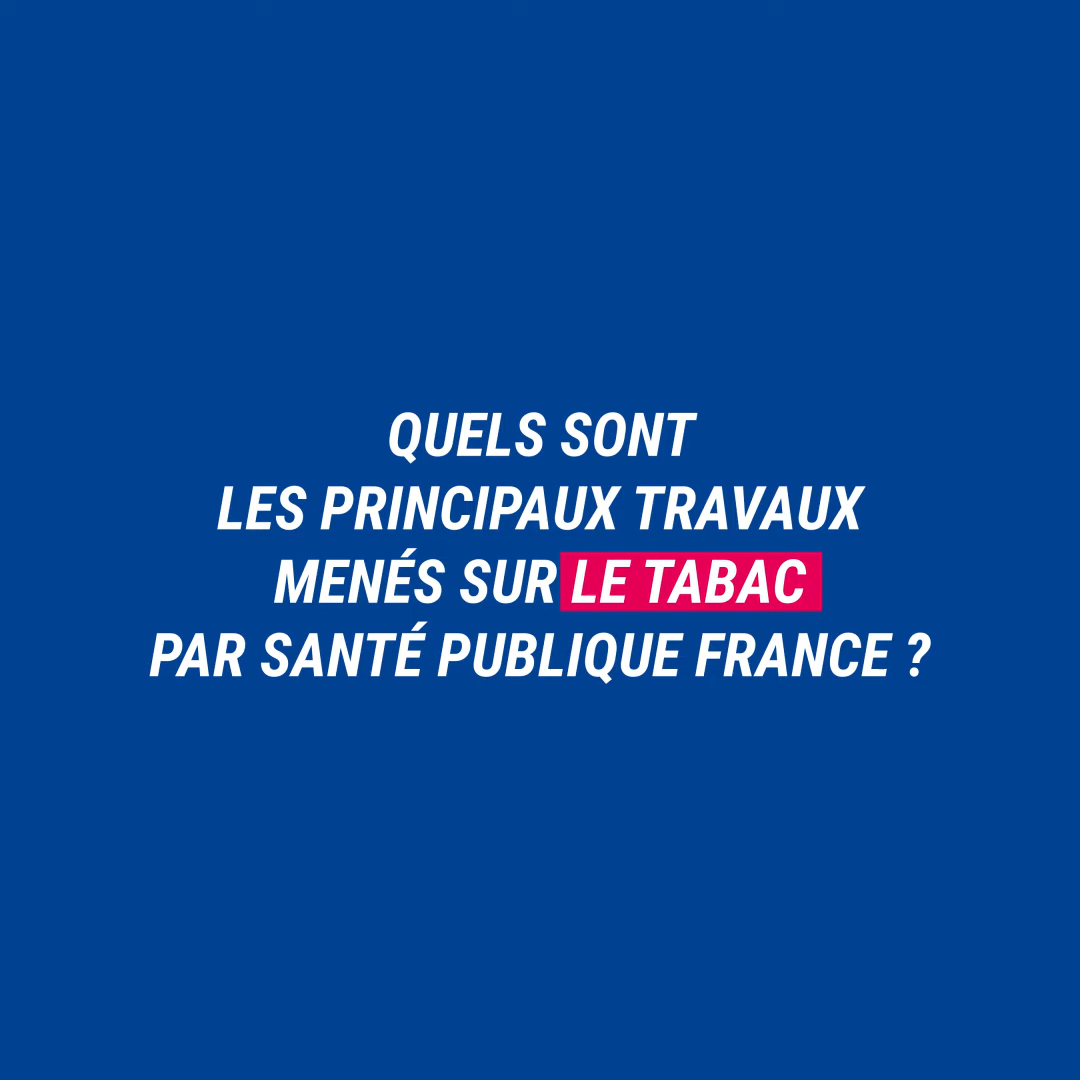 QUELS SONT
LES PRINCIPAUX TRAVAUX
MENÉS SUR LE TABAC
PAR SANTÉ PUBLIQUE FRANCE ?